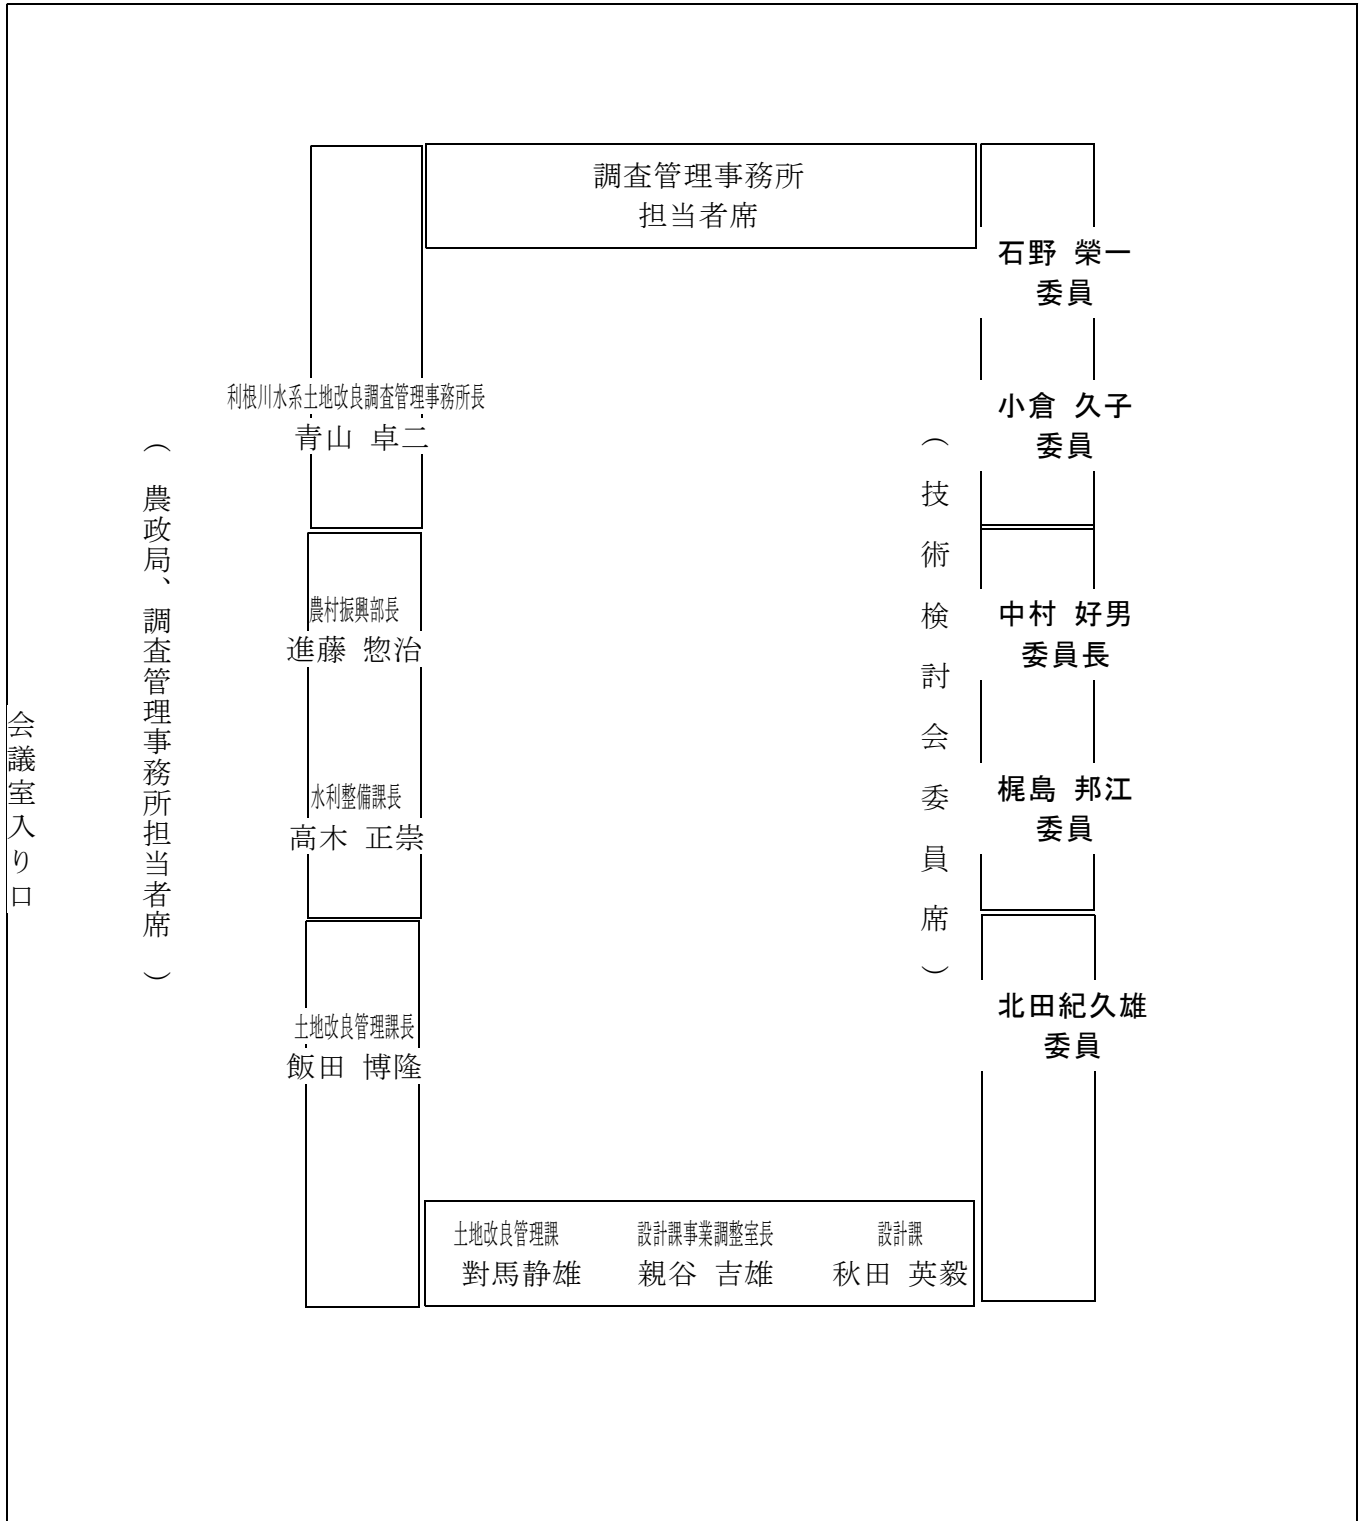 調査管理事務所
担当者席
石野 榮一
委員
利根川水系土地改良調査管理事務所長
青山 卓二
小倉 久子
委員
（ 農政局、調査管理事務所担当者席 ）
（技術検討会委員席）
農村振興部長
進藤 惣治
中村 好男
委員長
会議室入り口
水利整備課長
高木 正崇
梶島 邦江
委員
土地改良管理課長
飯田 博隆
北田紀久雄
委員
土地改良管理課
對馬静雄
設計課事業調整室長
親谷 吉雄
設計課
秋田 英毅